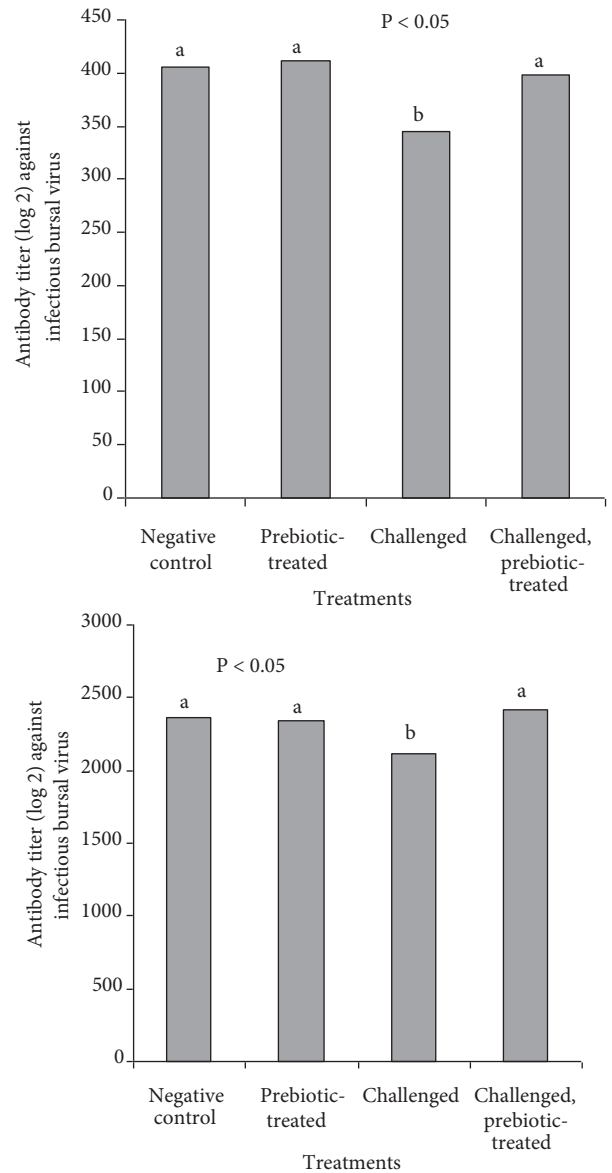 450
P < 0.05
a
a
a
400
350
b
300
250
200
150
100
50
0
Antibody titer (log 2) against
infectious bursal virus
Negative
control
Prebiotic-
treated
Challenged
Challenged,
prebiotic-
treated
Treatments
3000
P < 0.05
2500
a
a
b
a
2000
1500
1000
500
0
Antibody titer (log 2) against
infectious bursal virus
Negative
control
Prebiotic-
treated
Challenged
Challenged,
prebiotic-
treated
Treatments